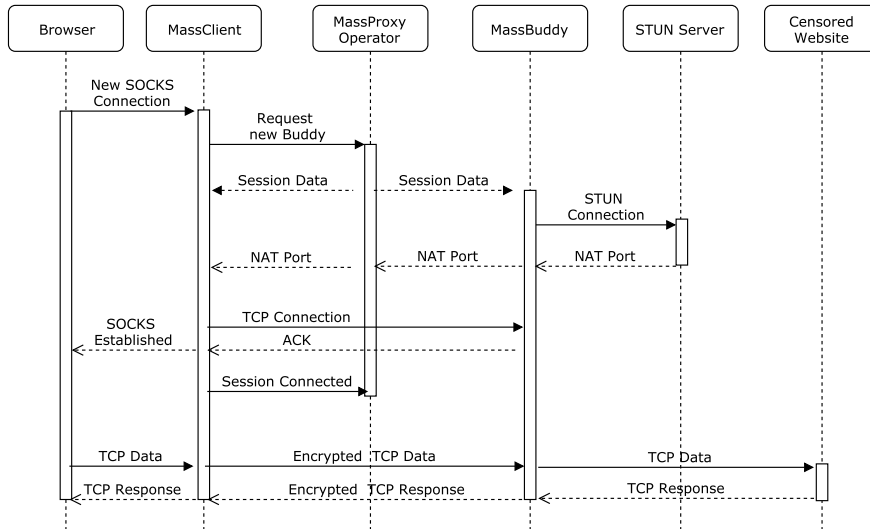 Browser
MassClient
MassProxy
Operator
MassBuddy
STUN Server
Censored
Website
New SOCKS
Connection
Request
new Buddy
Session Data
Session Data
STUN
Connection
NAT Port
NAT Port
NAT Port
TCP Connection
SOCKS
Established
ACK
Session Connected
TCP Data
Encrypted TCP Data
TCP Data
TCP Response
Encrypted TCP Response
TCP Response